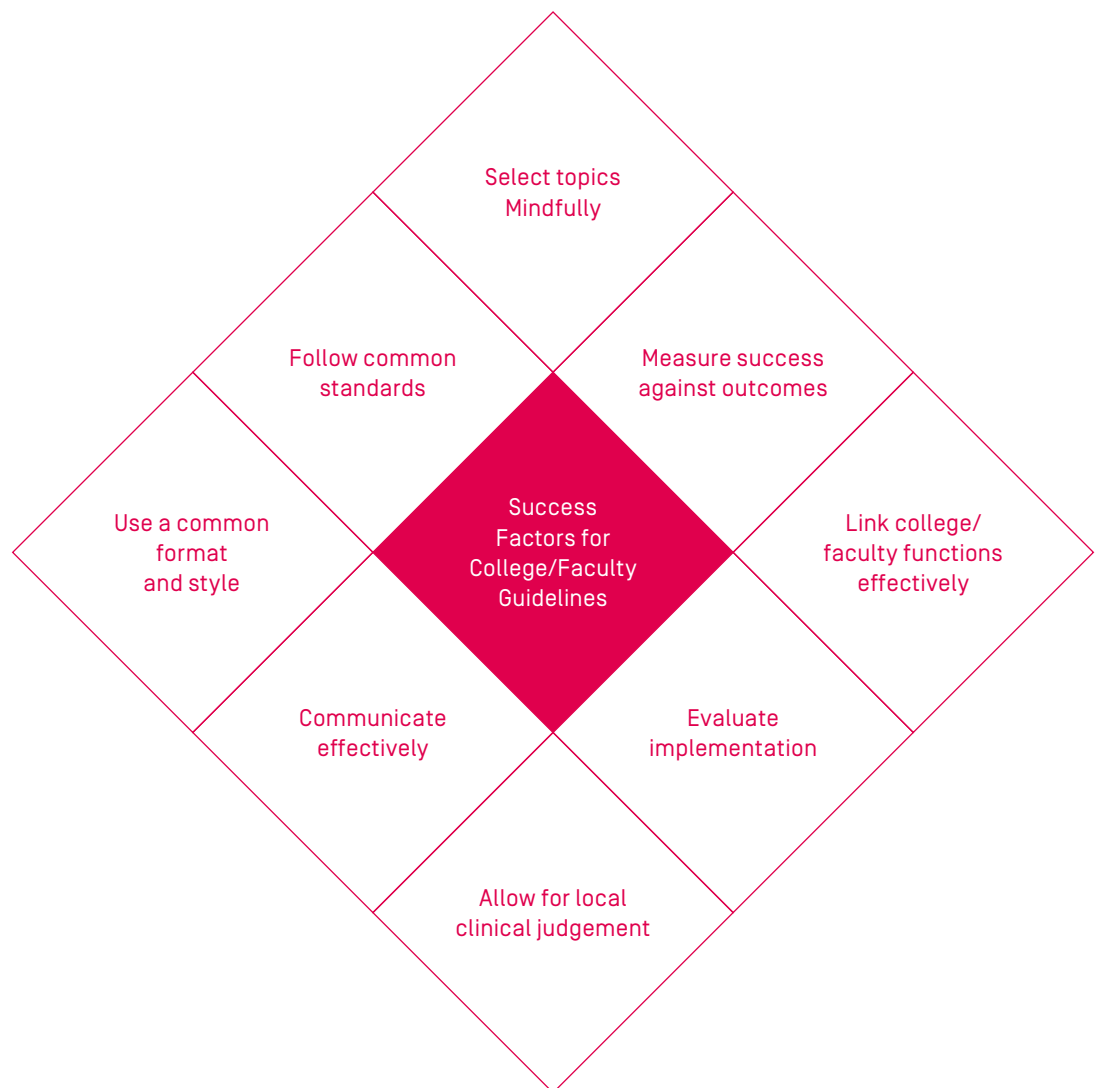 Select topics
Mindfully
Follow common
standards
Measure success
against outcomes
Use a common
format
and style
Success
Factors for
College/Faculty
Guidelines
Link college/
faculty functions
effectively
Communicate
effectively
Evaluate
implementation
Allow for local
clinical judgement